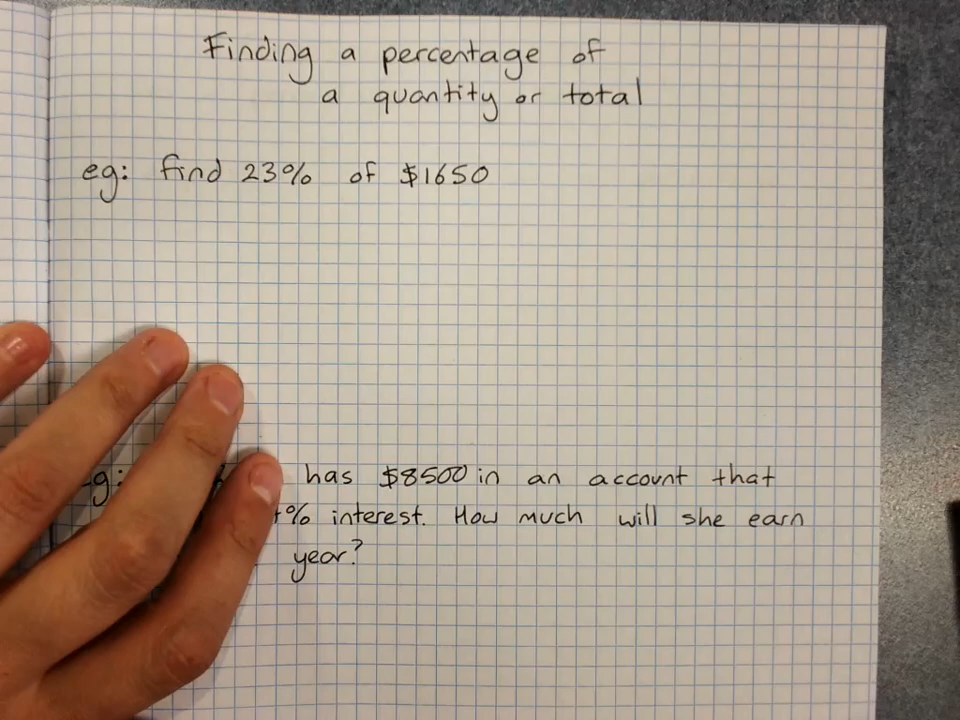 Finding a percentage of
a quantity or total
eg: find 23% of $1650
g: has $8500 in an account that
% interest. How much will she earn
year?